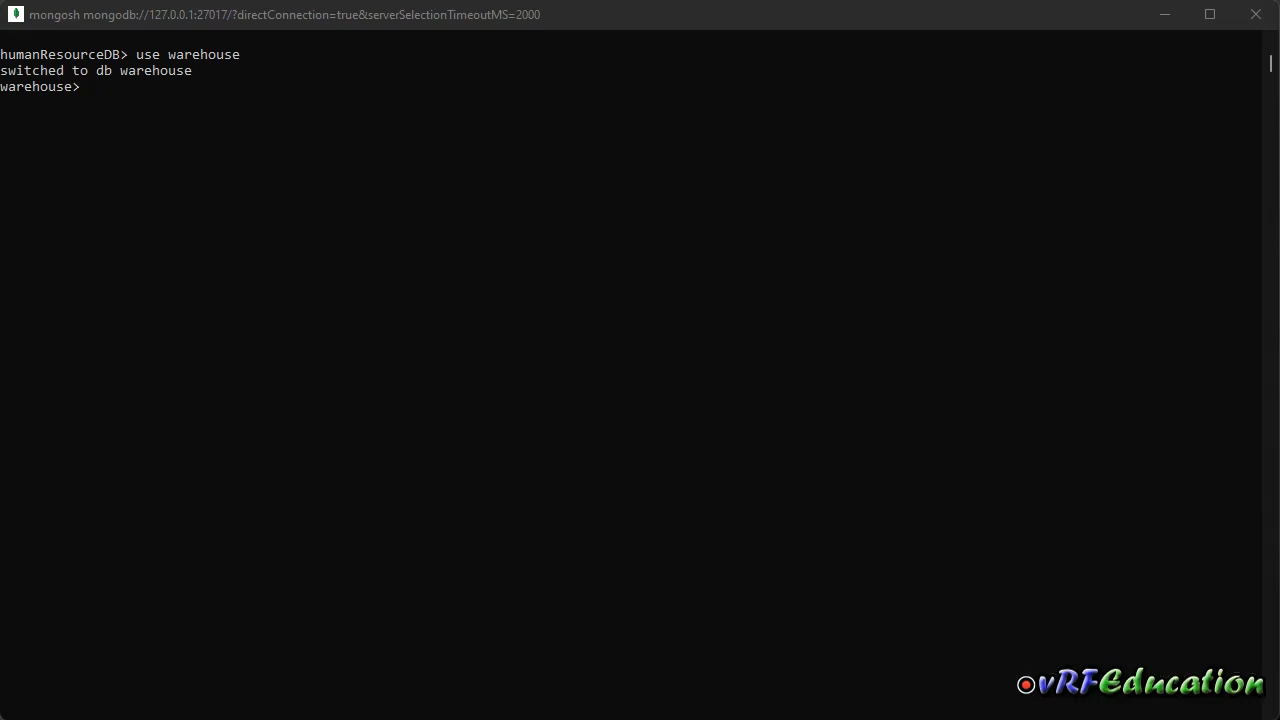 mongosh mongodb://127.0.0.1:27017/?directConnection=true&serverSelectionTimeoutMS=2000
humanResourceDB> use warehouse
switched to db warehouse
warehouse>
vRFEducation